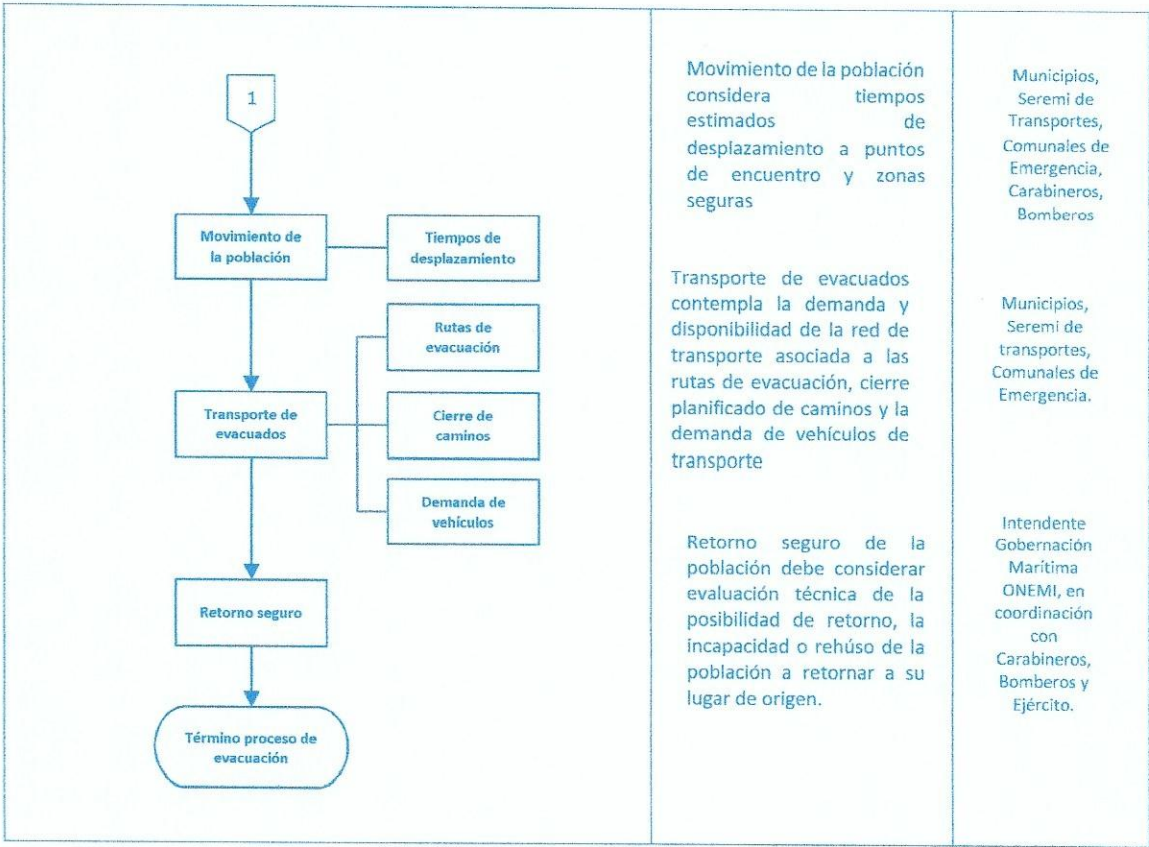 1
Movimiento de
la población
Tiempos de
desplazamiento
Rutas de
evacuación
Transporte de
evacuados
Cierre de
caminos
Demanda de
vehículos
Retorno seguro
Término proceso de
evacuación
Movimiento de la población
considera tiempos
estimados de
desplazamiento a puntos
de encuentro y zonas
seguras
Transporte de evacuados
contempla la demanda y
disponibilidad de la red de
transporte asociada a las
rutas de evacuación, cierre
planificado de caminos y la
demanda de vehículos de
transporte
Retorno seguro de la
población debe considerar
evaluación técnica de la
posibilidad de retorno, la
incapacidad o rehúso de la
población a retornar a su
lugar de origen.
Municipios,
Seremi de
Transportes,
Comunales de
Emergencia,
Carabineros,
Bomberos
Municipios,
Seremi de
transportes,
Comunales de
Emergencia.
Intendente
Gobernación
Marítima
ONEMI, en
coordinación
con
Carabineros,
Bomberos y
Ejército.